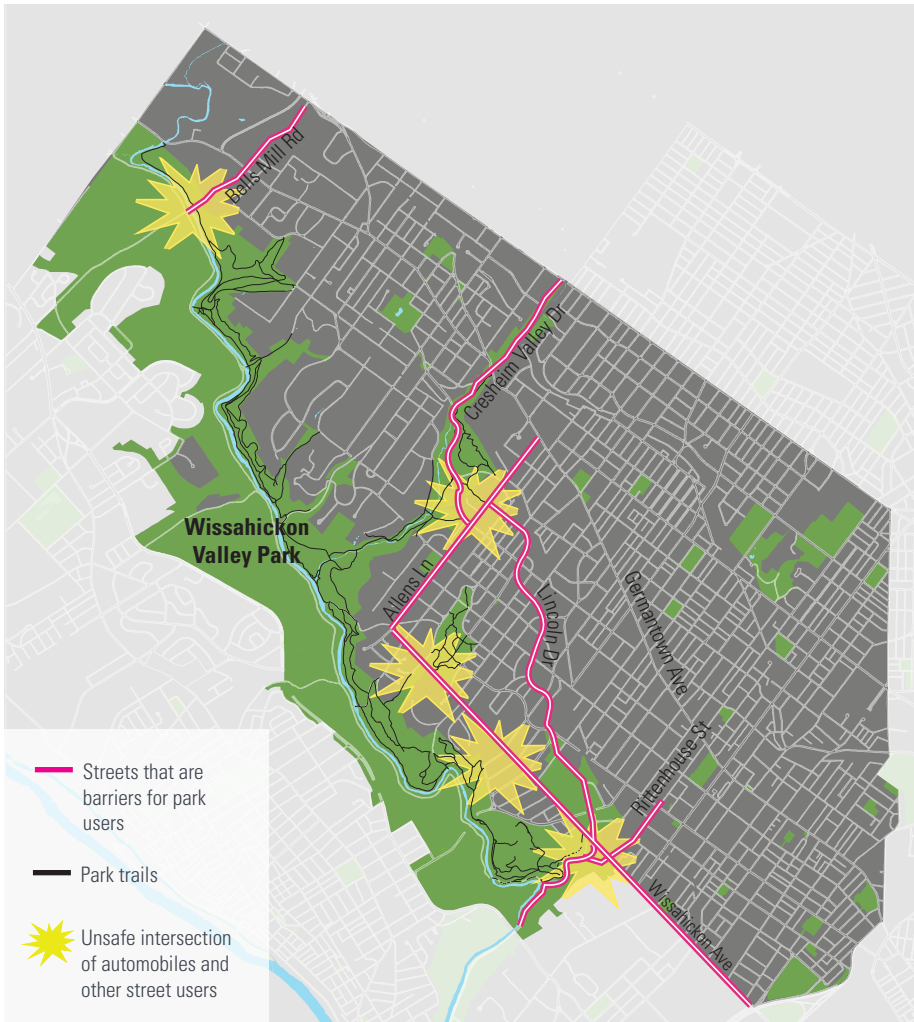 Bells Mill Rd
Cresheim Valley Dr
Wissahickon
Valley Park
Allens Ln
Lincoln Dr
Germantown Ave
Rittenhouse St
Wissahickon Ave
Streets that are
barriers for park
users
Park trails
Unsafe intersection
of automobiles and
other street users